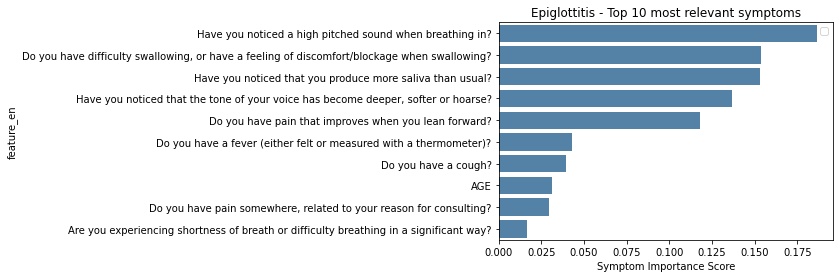 Epiglottitis - Top 10 most relevant symptoms
Have you noticed a high pitched sound when breathing in?
Do you have difficulty swallowing, or have a feeling of discomfort/blockage when swallowing?
Have you noticed that you produce more saliva than usual?
Have you noticed that the tone of your voice has become deeper, softer or hoarse?
Do you have pain that improves when you lean forward?
Do you have a fever (either felt or measured with a thermometer)?
Do you have a cough?
AGE
Do you have pain somewhere, related to your reason for consulting?
Are you experiencing shortness of breath or difficulty breathing in a significant way?
feature_en
0.000 0.025 0.050 0.075 0.100 0.125 0.150 0.175
Symptom Importance Score